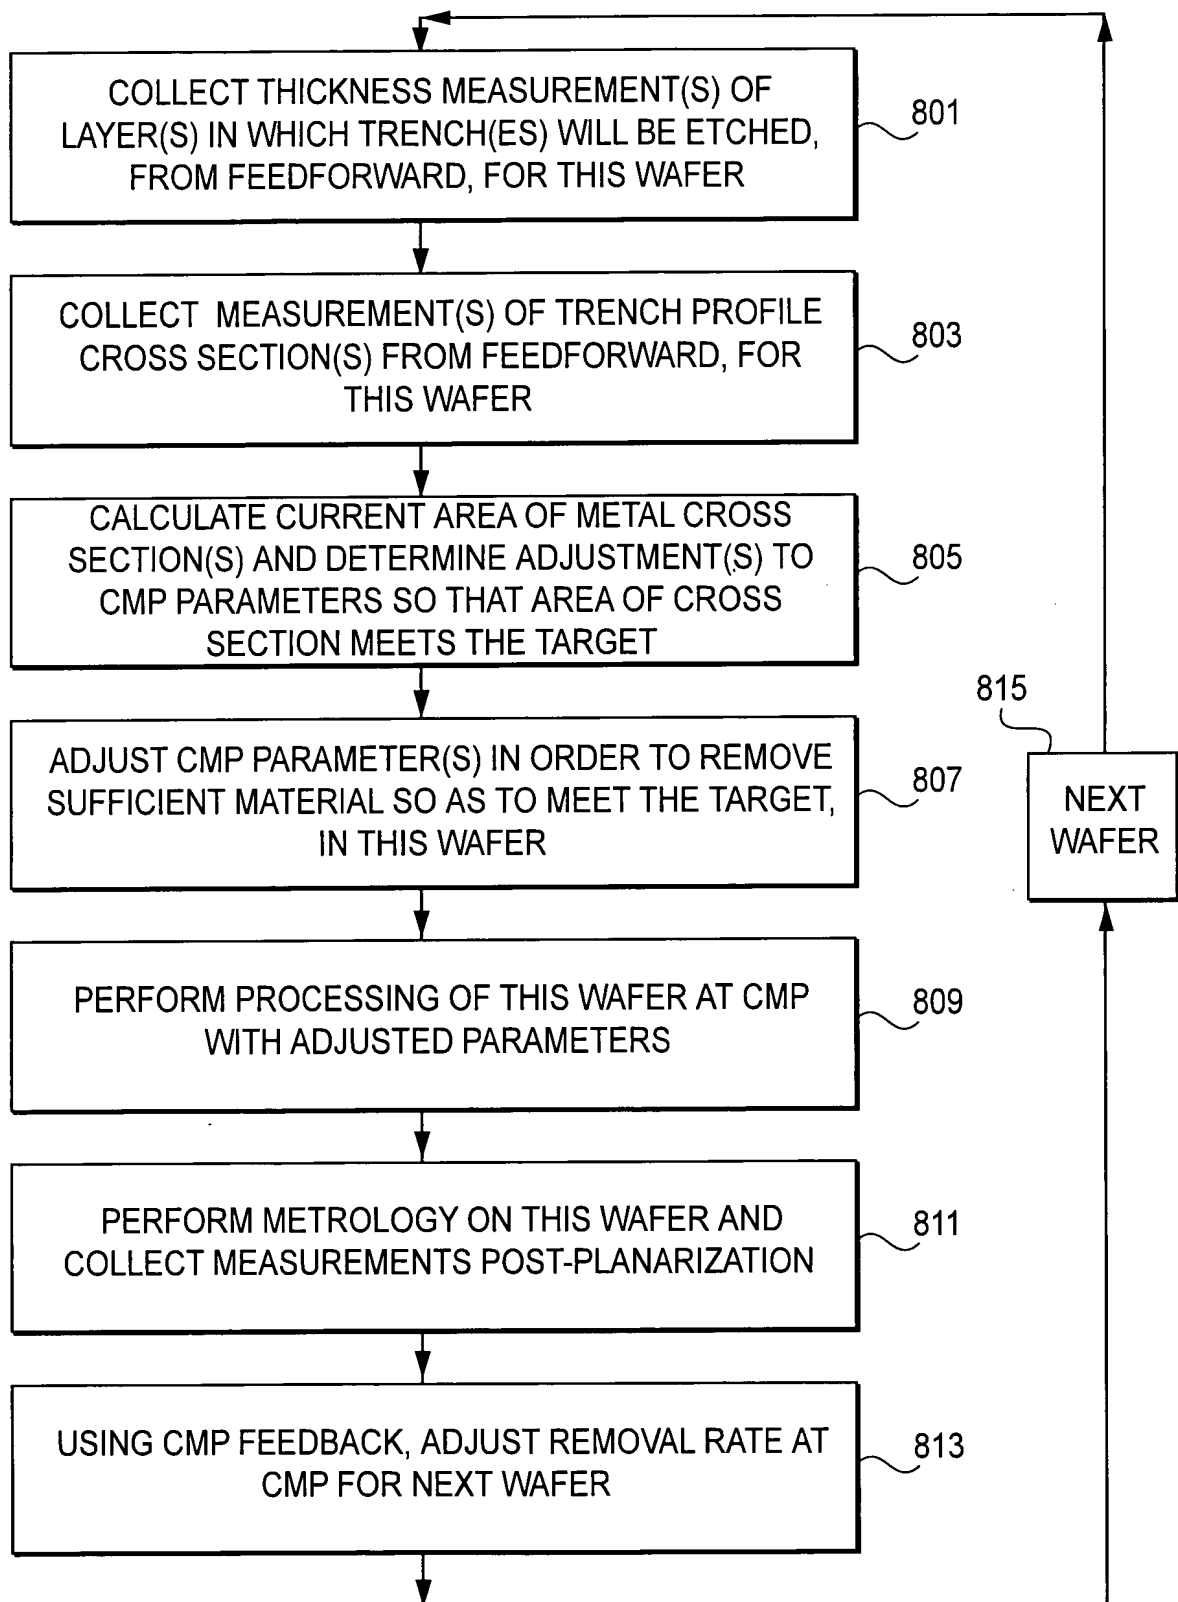 COLLECT THICKNESS MEASUREMENT(S) OF
LAYER(S) IN WHICH TRENCH(ES) WILL BE ETCHED,
FROM FEEDFORWARD, FOR THIS WAFER
801
COLLECT MEASUREMENT(S) OF TRENCH PROFILE
CROSS SECTION(S) FROM FEEDFORWARD, FOR
THIS WAFER
803
CALCULATE CURRENT AREA OF METAL CROSS
SECTION(S) AND DETERMINE ADJUSTMENT(S) TO
CMP PARAMETERS SO THAT AREA OF CROSS
SECTION MEETS THE TARGET
805
ADJUST CMP PARAMETER(S) IN ORDER TO REMOVE
SUFFICIENT MATERIAL SO AS TO MEET THE TARGET,
IN THIS WAFER
807
PERFORM PROCESSING OF THIS WAFER AT CMP
WITH ADJUSTED PARAMETERS
809
PERFORM METROLOGY ON THIS WAFER AND
COLLECT MEASUREMENTS POST-PLANARIZATION
811
USING CMP FEEDBACK, ADJUST REMOVAL RATE AT
CMP FOR NEXT WAFER
813
815
NEXT
WAFER